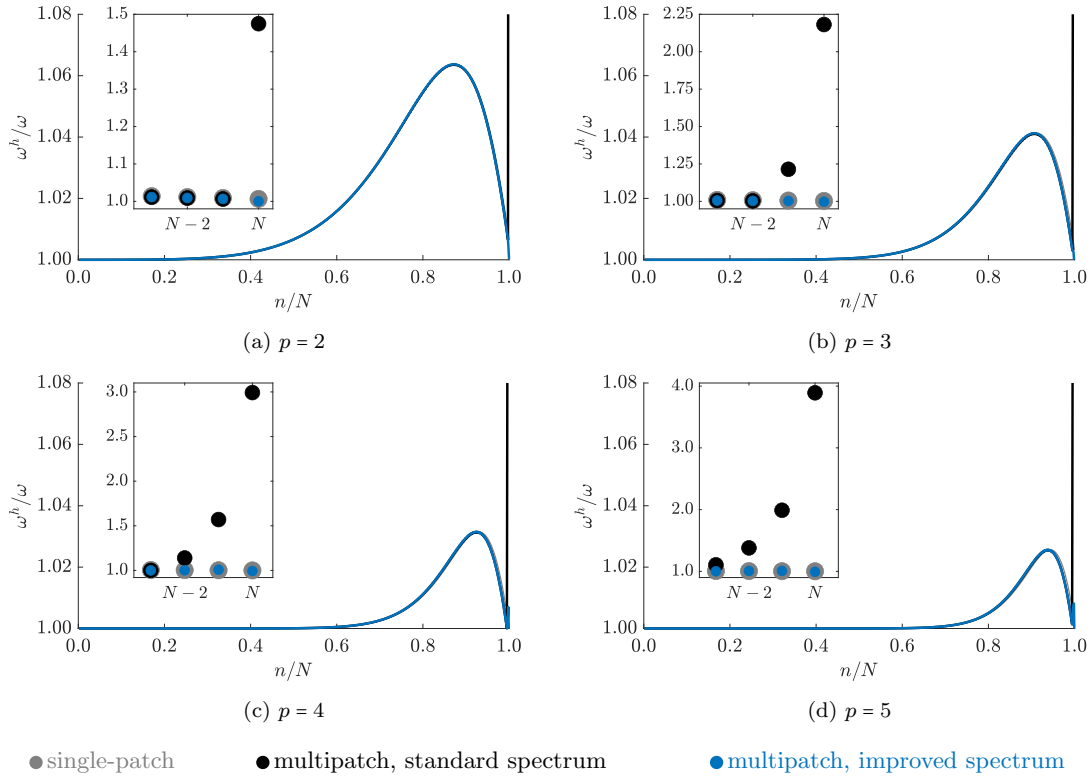 1.08
1.06
1.04
1.02
1.00
ω^h/ω
1.5
1.4
1.3
1.2
1.1
1.0
N − 2
N
0.0
0.2
0.4
0.6
0.8
1.0
n/N
(a) p = 2
1.08
1.06
1.04
1.02
1.00
ω^h/ω
2.25
2.00
1.75
1.50
1.25
1.00
N − 2
N
0.0
0.2
0.4
0.6
0.8
1.0
n/N
(b) p = 3
1.08
1.06
1.04
1.02
1.00
ω^h/ω
3.0
2.5
2.0
1.5
1.0
N − 2
N
0.0
0.2
0.4
0.6
0.8
1.0
n/N
(c) p = 4
1.08
1.06
1.04
1.02
1.00
ω^h/ω
4.0
3.0
2.0
1.0
N − 2
N
0.0
0.2
0.4
0.6
0.8
1.0
n/N
(d) p = 5
single-patch
multipatch, standard spectrum
multipatch, improved spectrum